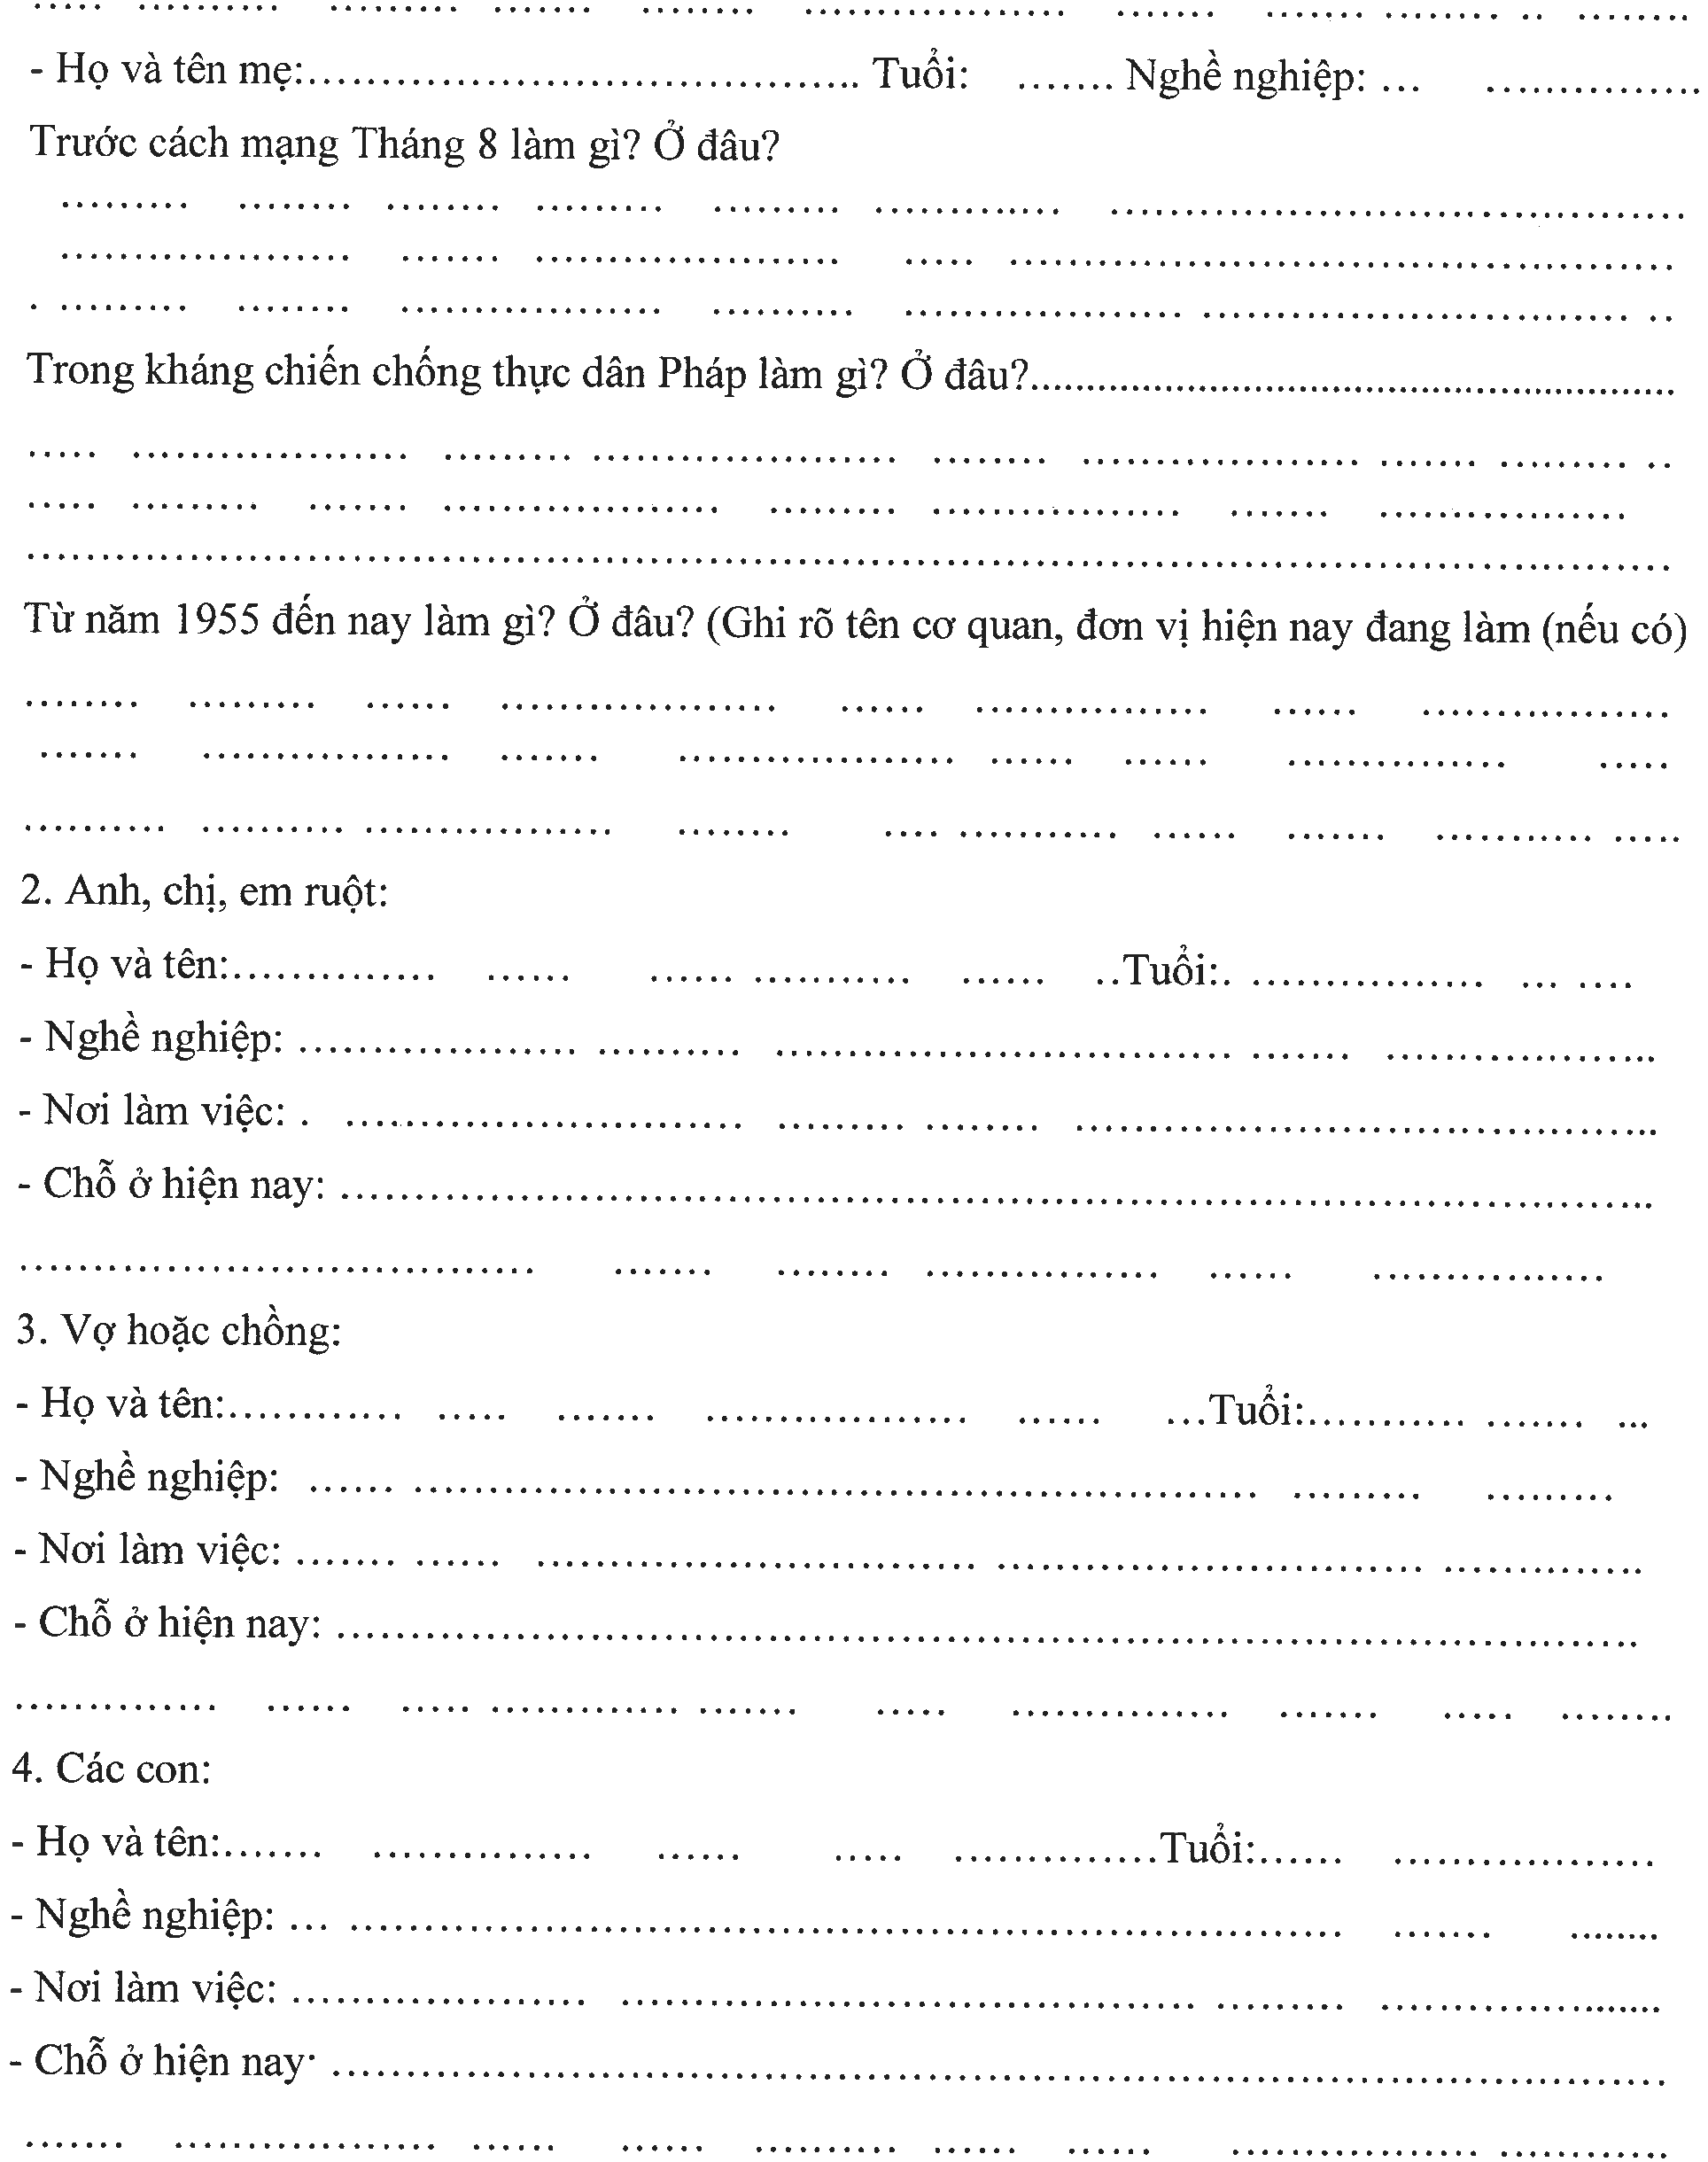 - Họ và tên mẹ:..................................... Tuổi: ....... Nghề nghiệp: ... ...............
Trước cách mạng Tháng 8 làm gì? Ở đâu?
Trong kháng chiến chống thực dân Pháp làm gì? Ở đâu?............................................................
Từ năm 1955 đến nay làm gì? Ở đâu? (Ghi rõ tên cơ quan, đơn vị hiện nay đang làm (nếu có)
2. Anh, chị, em ruột:
- Họ và tên:.............. ...... ...... ........... ...... ..Tuổi:. ................ ... ....
- Nghề nghiệp: ................... .......... ............................... ....... ..................
- Nơi làm việc: . ........................... ......... ........ .......................................
- Chỗ ở hiện nay: ..........................................................................................
3. Vợ hoặc chồng:
- Họ và tên:............ ..... ....... .................. ...... ...Tuổi:........... ....... ...
- Nghề nghiệp: ...... ......................................................... ......... .........
- Nơi làm việc: ....... ...... .............................. ............................. ..............
- Chỗ ở hiện nay: .........................................................................................
4. Các con:
- Họ và tên:....... ............... ...... ..... ..............Tuổi:...... ..................
- Nghề nghiệp: ... .................................................................... ....... ........
- Nơi làm việc: .................... ....................................... ......... ...................
- Chỗ ở hiện nay: ...........................................................................................